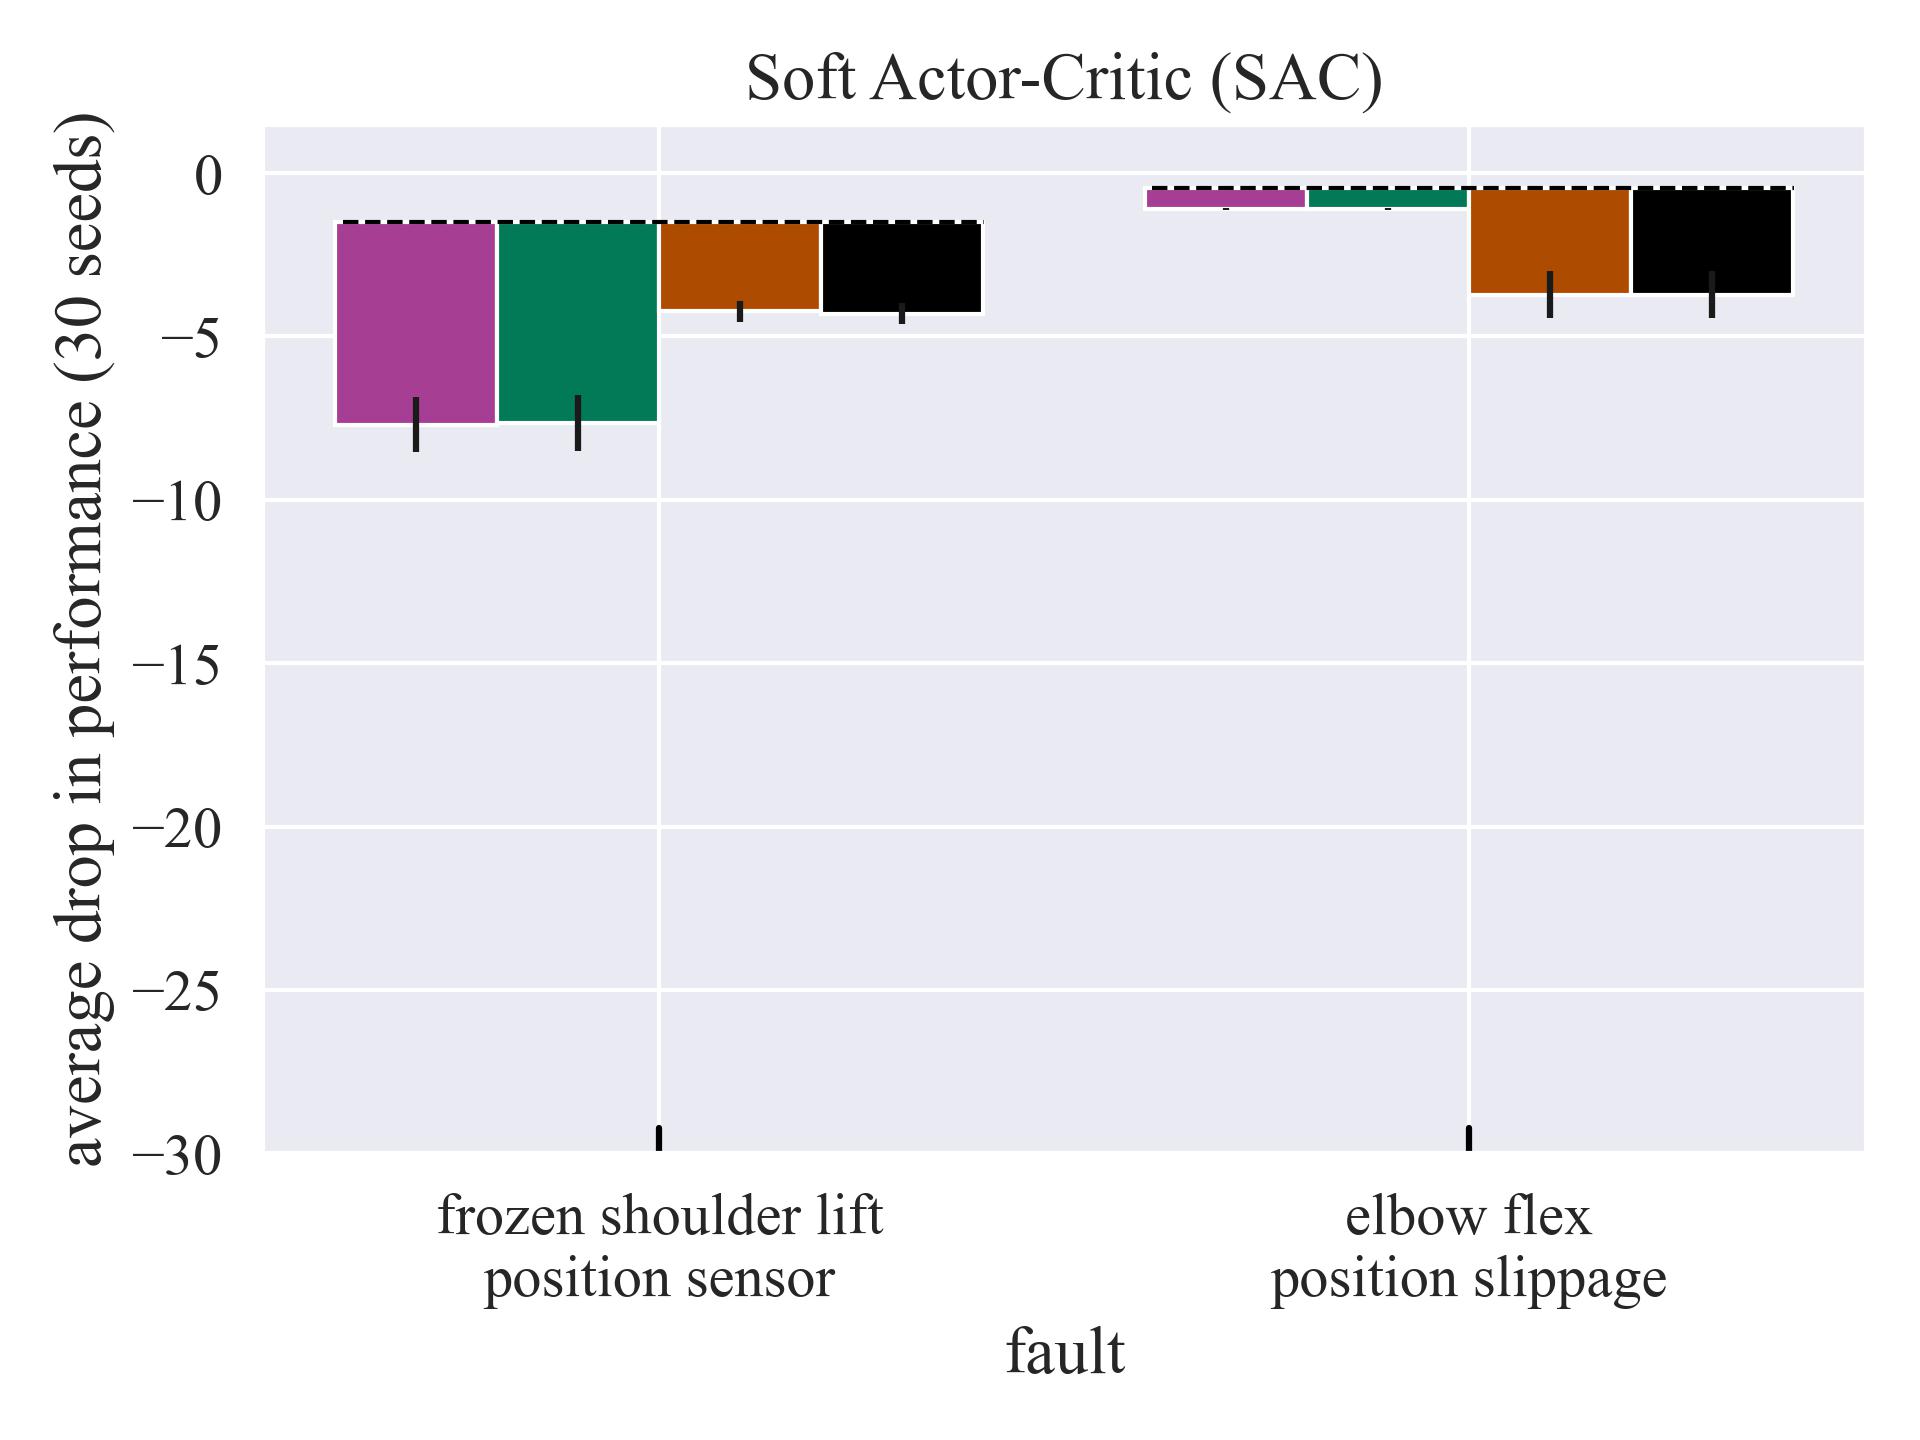 Soft Actor-Critic (SAC)
average drop in performance (30 seeds)
0
−5
−10
−15
−20
−25
−30
frozen shoulder lift
position sensor
elbow flex
position slippage
fault